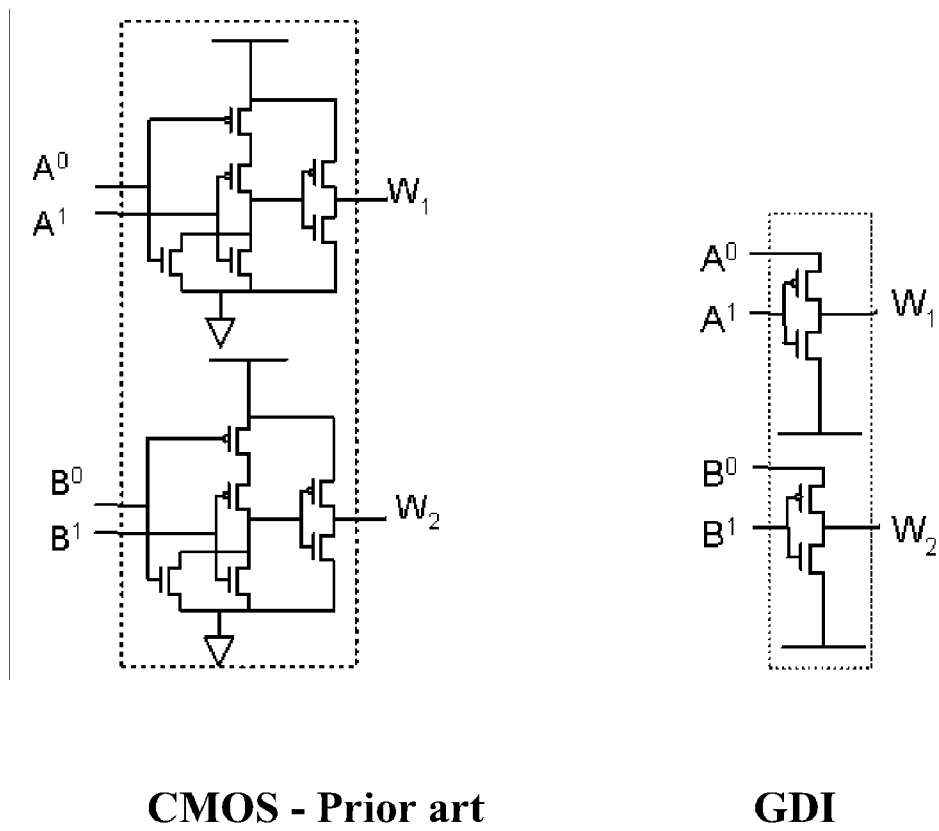 A⁰
A¹
W₁
B⁰
B¹
W₂
A⁰
A¹
W₁
B⁰
B¹
W₂
CMOS - Prior art
GDI